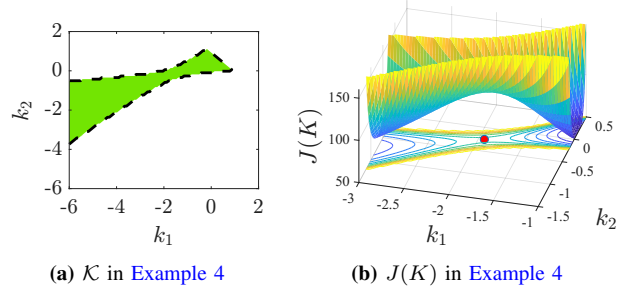 2
0
-2
-4
-6
k₂
-6 -4 -2 0 2
k₁
150
100
50
J(K)
-3 -2.5 -2 -1.5 -1
k₁
0.5
0
-0.5
-1
-1.5
k₂
(a) 𝒦 in Example 4
(b) J(K) in Example 4